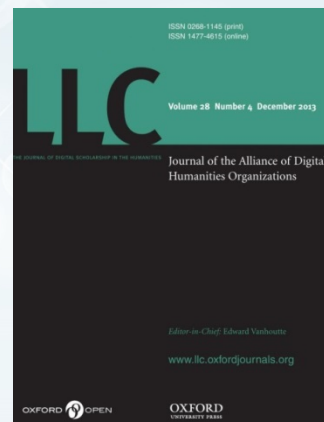 ISSN 0268-1145 (print)
ISSN 1477-4615 (online)
LLC
Volume 28 Number 4 December 2013
THE JOURNAL OF DIGITAL SCHOLARSHIP IN THE HUMANITIES
Journal of the Alliance of Digital
Humanities Organizations
Editor-in-Chief: Edward Vanhoutte
www.llc.oxfordjournals.org
OXFORD OPEN
OXFORD
UNIVERSITY PRESS